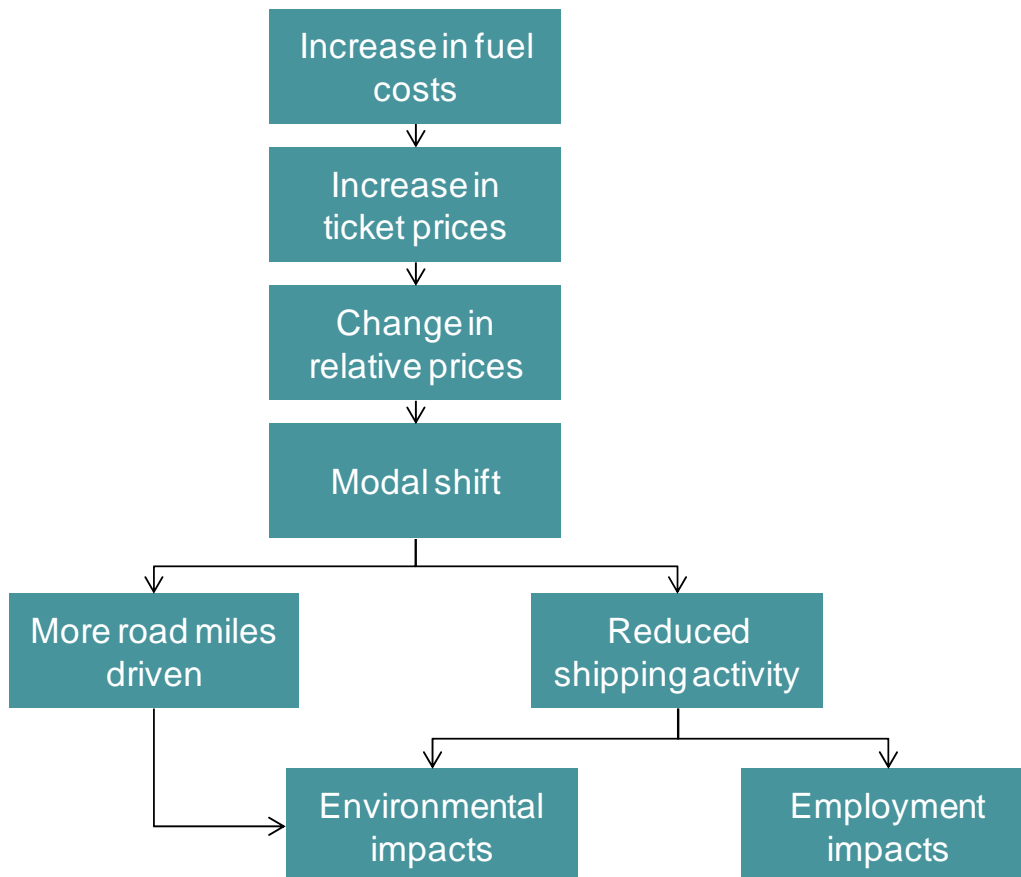 Increase in fuel
costs
Increase in
ticket prices
Change in
relative prices
Modal shift
More road miles
driven
Reduced
shipping activity
Environmental
impacts
Employment
impacts